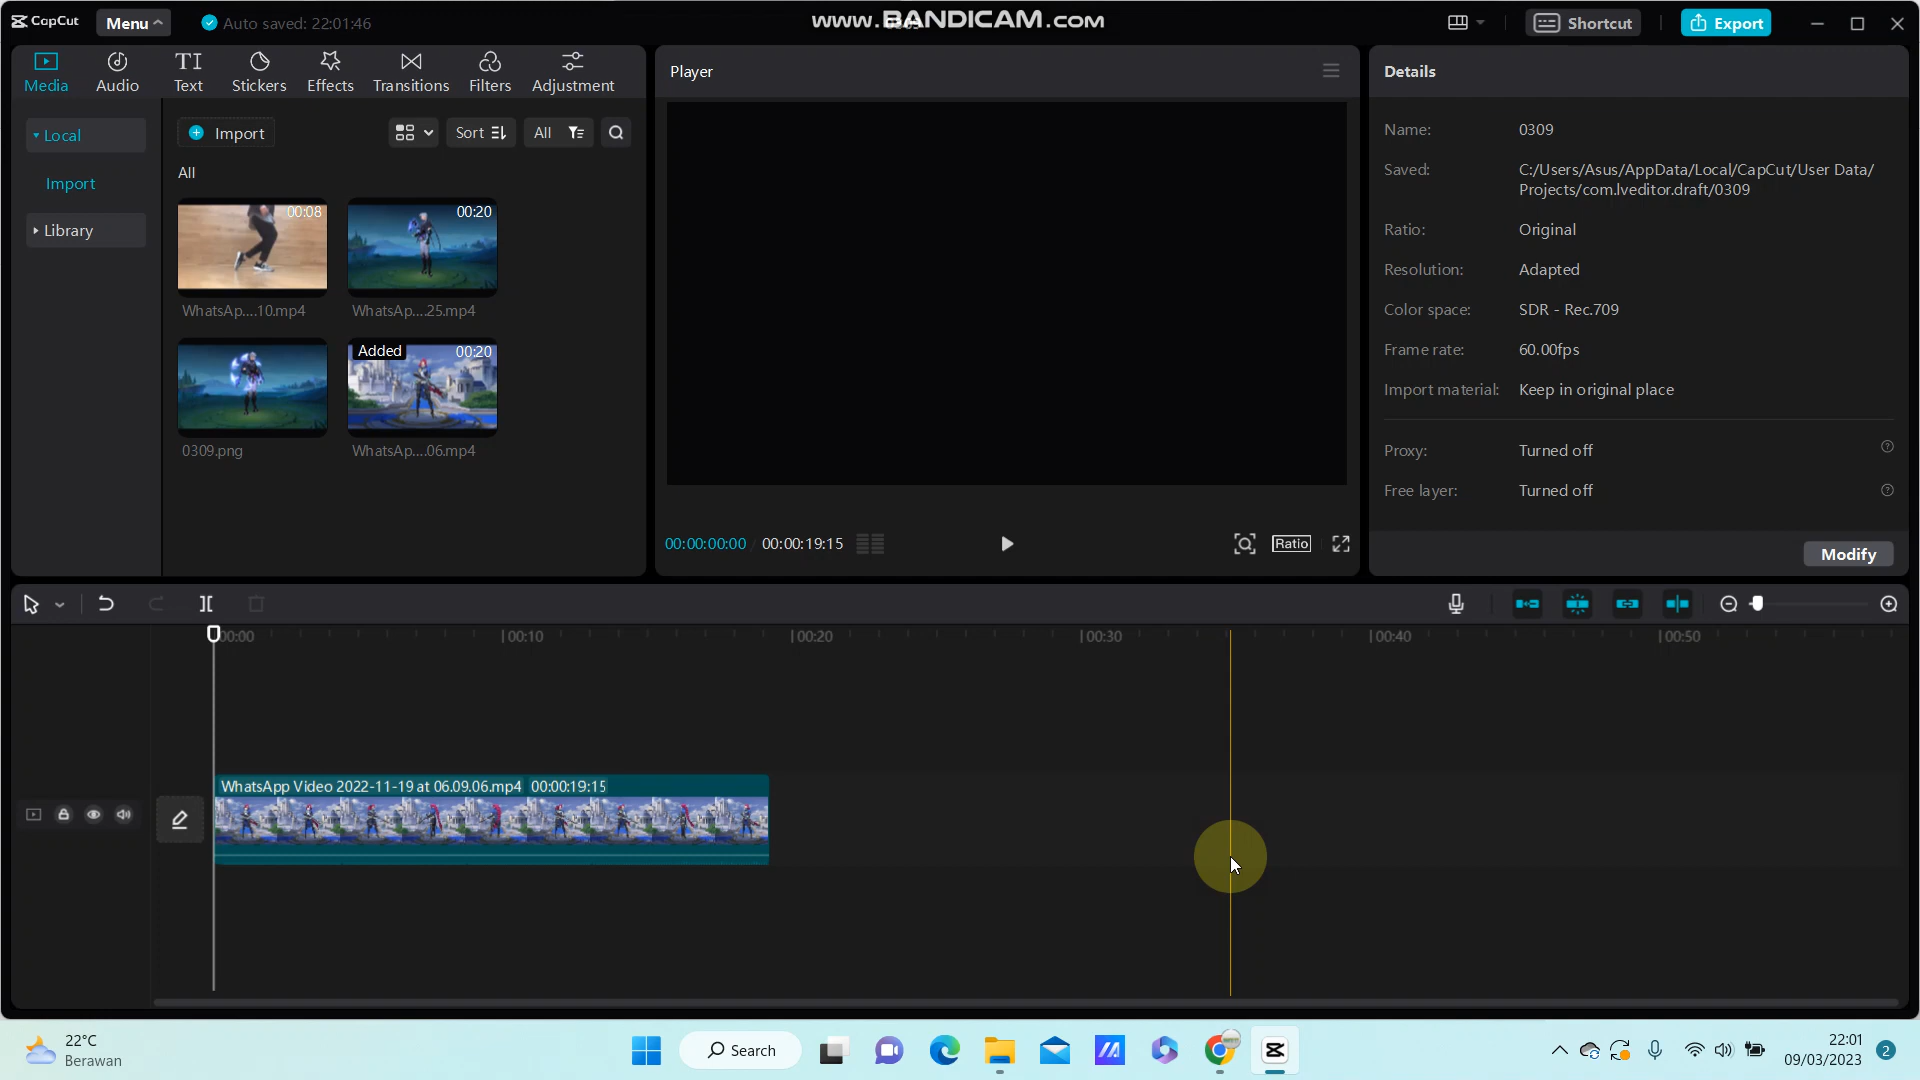 CapCut
Menu
Auto saved: 22:01:46
www.BANDICAM.com
Shortcut
Export
Media
Audio
TI
Text
Stickers
Effects
Transitions
Filters
Adjustment
Player
Details
Local
Import
Library
Import
Sort
All
All
00:08
WhatsAp....10.mp4
00:20
WhatsAp....25.mp4
0309.png
Added
00:20
WhatsAp....06.mp4
00:00:00:00
00:00:19:15
Ratio
Name:
0309
Saved:
C:/Users/Asus/AppData/Local/CapCut/User Data/
Projects/com.lveditor.draft/0309
Ratio:
Original
Resolution:
Adapted
Color space:
SDR - Rec.709
Frame rate:
60.00fps
Import material:
Keep in original place
Proxy:
Turned off
Free layer:
Turned off
Modify
00:00
00:10
00:20
00:30
00:40
00:50
WhatsApp Video 2022-11-19 at 06.09.06.mp4 00:00:19:15
22°C
Berawan
Search
22:01
09/03/2023
2